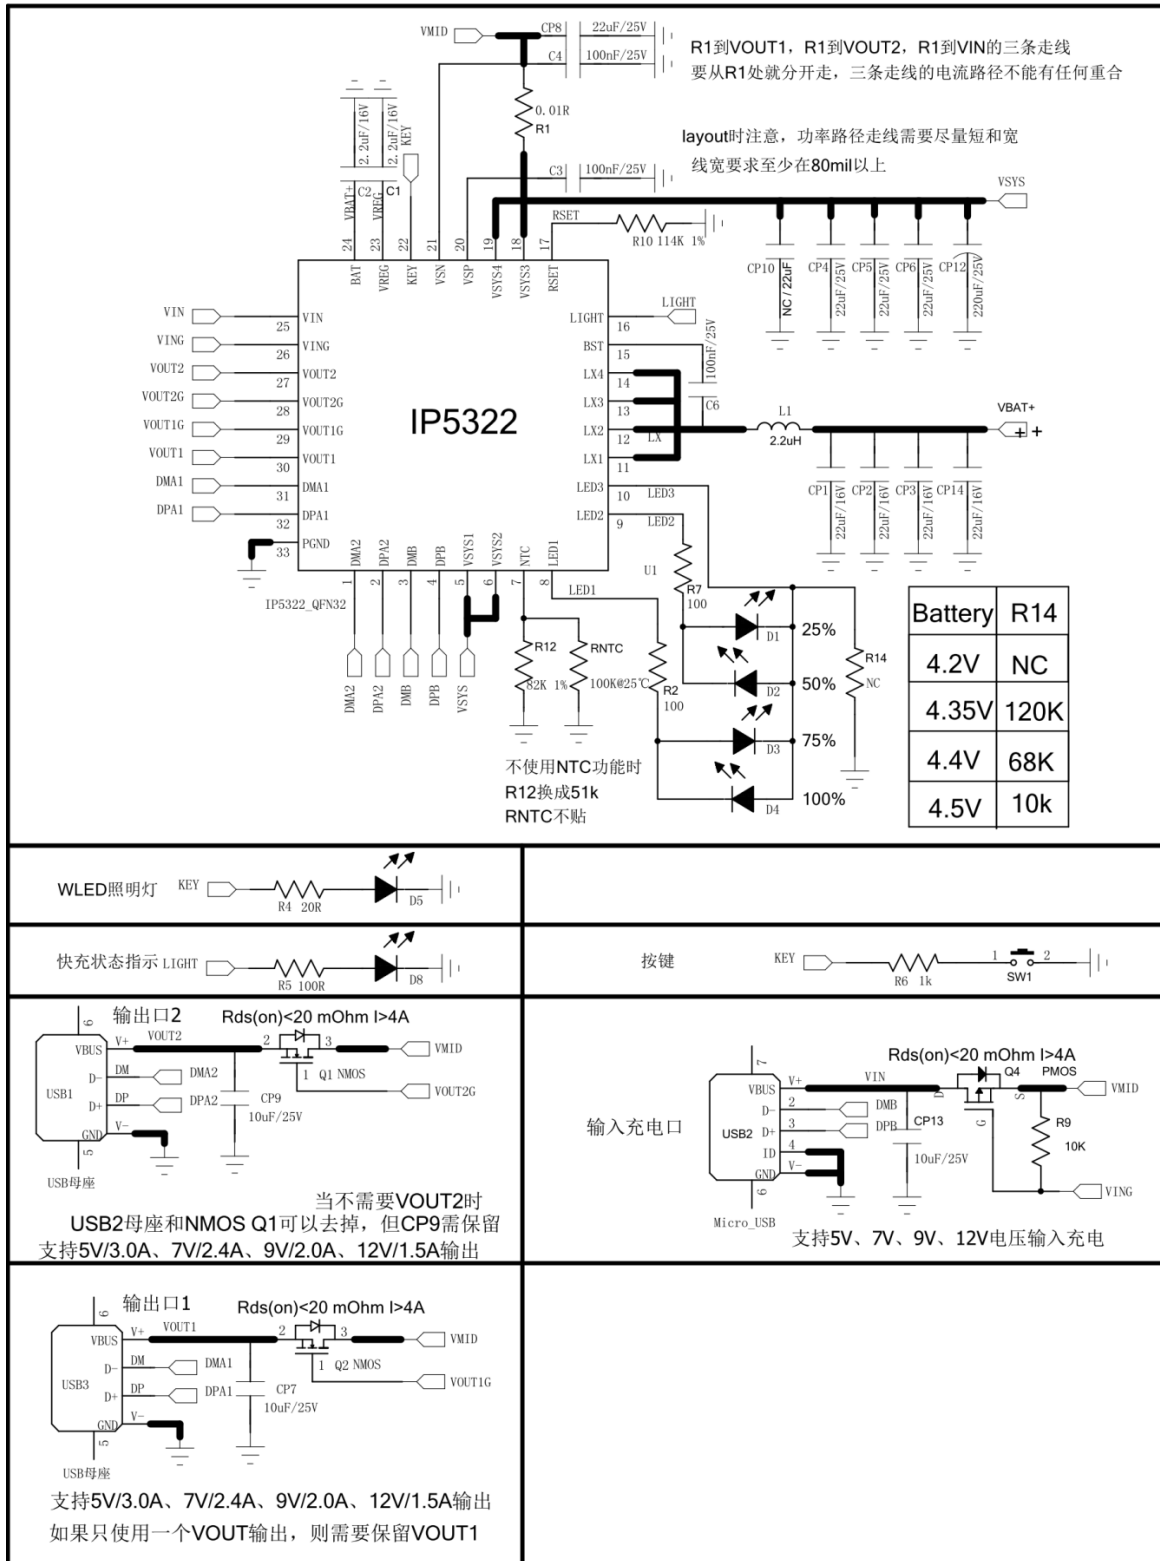 VMID
CP8
22uF/25V
C4
100nF/25V
R1到VOUT1，R1到VOUT2，R1到VIN的三条走线
要从R1处就分开走，三条走线的电流路径不能有任何重合
0.01R
R1
2.2uF/16V
2.2uF/16V
KEY
layout时注意，功率路径走线需要尽量短和宽
线宽要求至少在80mil以上
C3
100nF/25V
VSYS
C2
C1
VBAT+
VREG
RSET
R10 114K 1%
24
23
22
21
20
19
18
17
BAT
VREG
KEY
VSN
VSP
VSYS4
VSYS3
RSET
CP10
NC / 22uF
CP4
22uF/25V
CP5
22uF/25V
CP6
22uF/25V
CP12
220uF/25V
VIN
25
VIN
VING
26
VING
VOUT2
27
VOUT2
VOUT2G
28
VOUT2G
VOUT1G
29
VOUT1G
VOUT1
30
VOUT1
DMA1
31
DMA1
DPA1
32
DPA1
33
PGND
IP5322
LIGHT
16
LIGHT
BST
15
LX4
14
LX3
13
LX2
12
LX
LX1
11
LED3
10
LED3
LED2
9
LED2
100nF/25V
C6
L1
2.2uH
VBAT+
+ +
CP1
22uF/16V
CP2
22uF/16V
CP3
22uF/16V
CP14
22uF/16V
DMA2
DPA2
DMB
DPB
VSYS1
VSYS2
NTC
LED1
1
2
3
4
5
6
7
8
IP5322_QFN32
U1
LED1
DMA2
DPA2
DMB
DPB
VSYS
R12
82K 1%
RNTC
100K@25℃
R2
100
R7
100
D1
25%
D2
50%
D3
75%
D4
100%
R14
NC
不使用NTC功能时
R12换成51k
RNTC不贴
Battery R14
4.2V NC
4.35V 120K
4.4V 68K
4.5V 10k
WLED照明灯
KEY
R4 20R
D5
快充状态指示
LIGHT
R5 100R
D8
按键
KEY
R6 1k
1
2
SW1
输出口2
Rds(on)<20 mOhm I>4A
6
VBUS
V+
VOUT2
2
3
VMID
D-
DM
DMA2
1
Q1 NMOS
VOUT2G
USB1
D+
DP
DPA2
CP9
10uF/25V
GND
V-
5
USB母座
当不需要VOUT2时
USB2母座和NMOS Q1可以去掉，但CP9需保留
支持5V/3.0A、7V/2.4A、9V/2.0A、12V/1.5A输出
输入充电口
Rds(on)<20 mOhm I>4A
7
VBUS
V+
VIN
D
Q4
PMOS
S
VMID
D-
2
DMB
G
R9
10K
USB2
D+
3
DPB
CP13
10uF/25V
ID
4
GND
V-
VING
6
Micro_USB
支持5V、7V、9V、12V电压输入充电
输出口1
Rds(on)<20 mOhm I>4A
6
VBUS
V+
VOUT1
2
3
VMID
D-
DM
DMA1
1
Q2 NMOS
VOUT1G
USB3
D+
DP
DPA1
CP7
10uF/25V
GND
V-
5
USB母座
支持5V/3.0A、7V/2.4A、9V/2.0A、12V/1.5A输出
如果只使用一个VOUT输出，则需要保留VOUT1